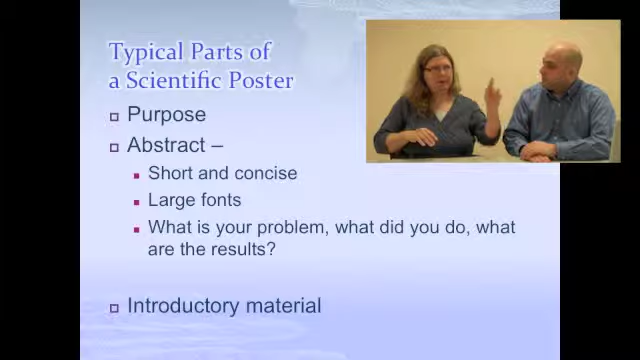 Typical Parts of
a Scientific Poster
Purpose
Abstract –
Short and concise
Large fonts
What is your problem, what did you do, what
are the results?
Introductory material